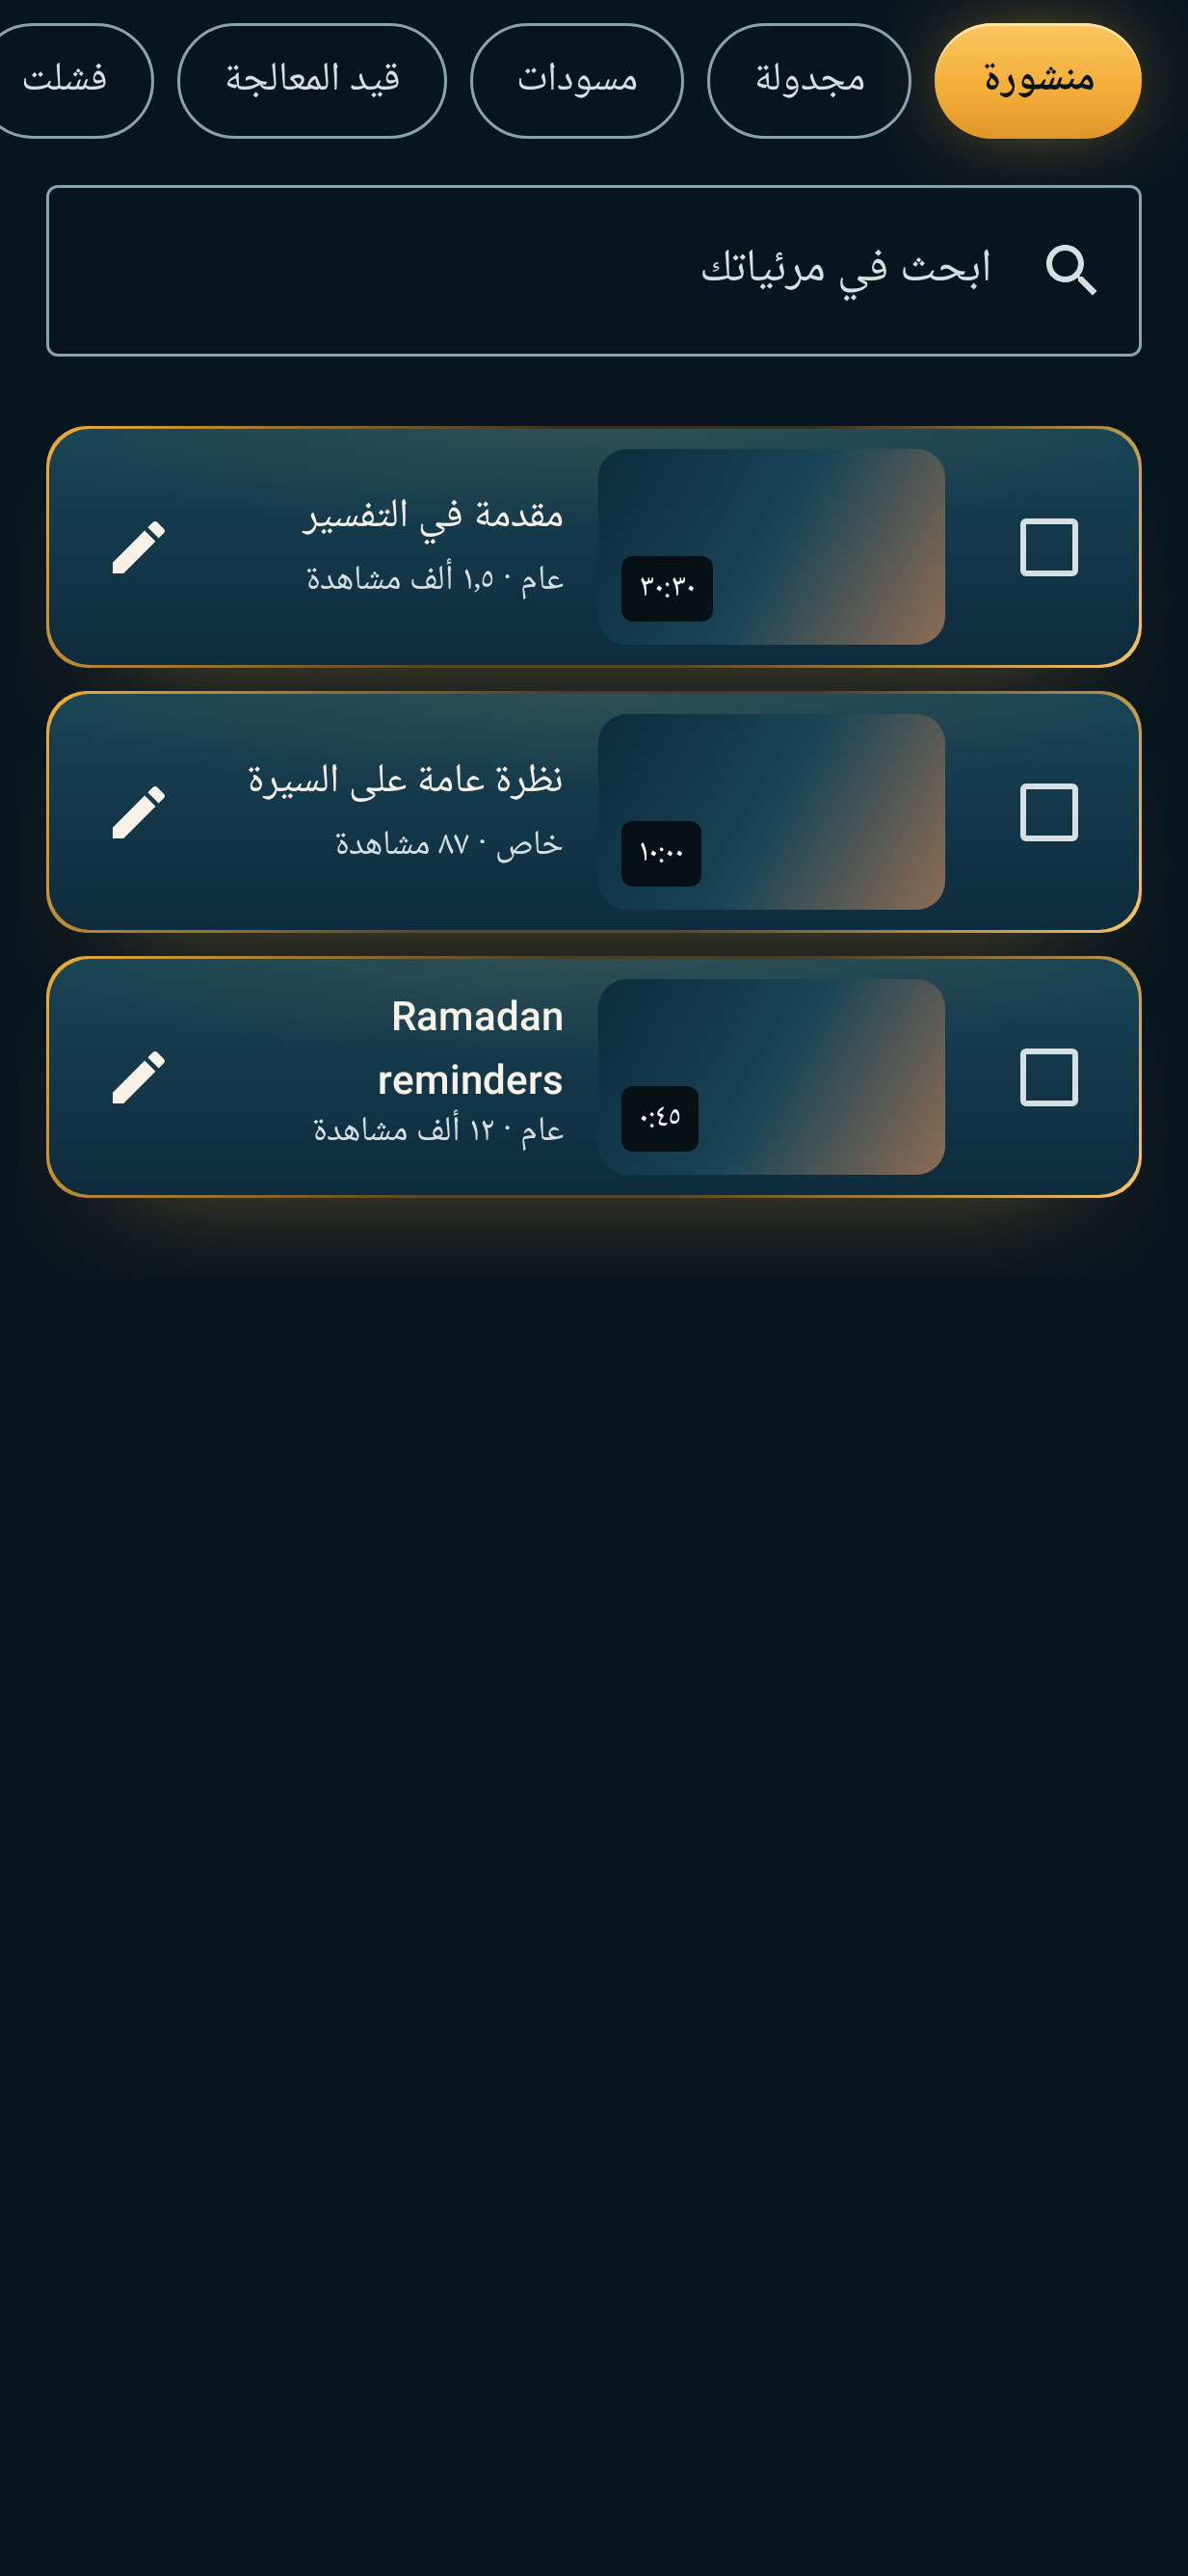 منشورة
مجدولة
مسودات
قيد المعالجة
فشلت
ابحث في مرئياتك
مقدمة في التفسير
عام · ١٫٥ ألف مشاهدة
٣٠:٣٠
نظرة عامة على السيرة
خاص · ٨٧ مشاهدة
١٠:٠٠
Ramadan
reminders
عام · ١٢ ألف مشاهدة
٠:٤٥